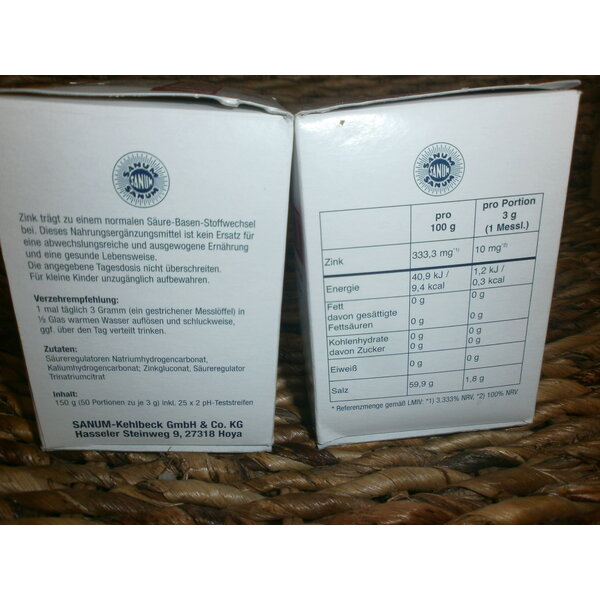 SANUM
SANUM
SANUM
Zink trägt zu einem normalen Säure-Basen-Stoffwechsel
bei. Dieses Nahrungsergänzungsmittel ist kein Ersatz für
eine abwechslungsreiche und ausgewogene Ernährung
und eine gesunde Lebensweise.
Die angegebene Tagesdosis nicht überschreiten.
Für kleine Kinder unzugänglich aufbewahren.
Verzehrempfehlung:
1 mal täglich 3 Gramm (ein gestrichener Messlöffel) in
½ Glas warmen Wasser auflösen und schluckweise,
ggf. über den Tag verteilt trinken.
Zutaten:
Säureregulatoren Natriumhydrogencarbonat,
Kaliumhydrogencarbonat; Zinkgluconat, Säureregulator
Trinatriumcitrat
Inhalt:
150 g (50 Portionen zu je 3 g) inkl. 25 x 2 pH-Teststreifen
SANUM-Kehlbeck GmbH & Co. KG
Hasseler Steinweg 9, 27318 Hoya
SANUM
SANUM
SANUM
pro
100 g
pro Portion
3 g
(1 Messl.)
Zink 333,3 mg*1) 10 mg*2)
Energie 40,9 kJ / 9,4 kcal 1,2 kJ / 0,3 kcal
Fett 0 g 0 g
davon gesättigte
Fettsäuren 0 g 0 g
Kohlenhydrate 0 g 0 g
davon Zucker 0 g 0 g
Eiweiß 0 g 0 g
Salz 59,9 g 1,8 g
* Referenzmenge gemäß LMIV: *1) 3.333% NRV, *2) 100% NRV